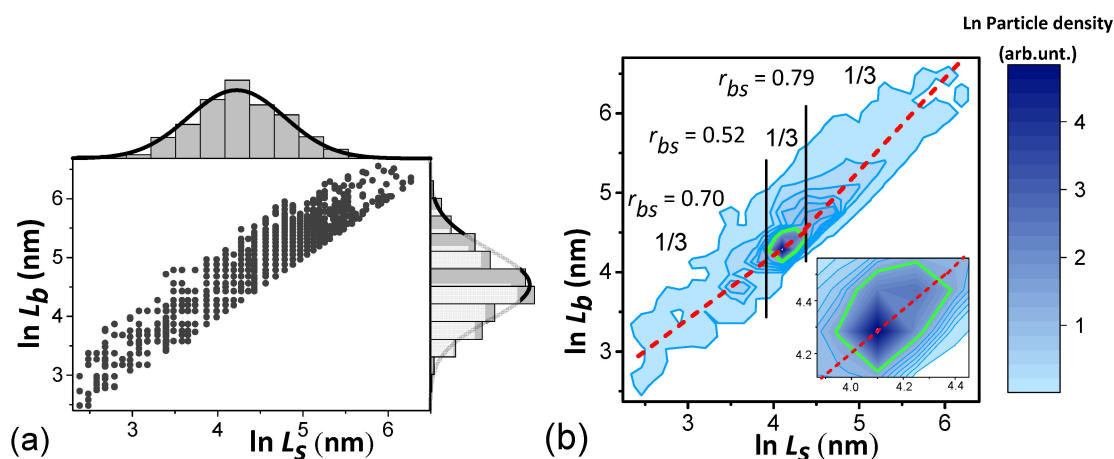 6
5
4
3
ln L_b (nm)
3
4
5
6
ln L_s (nm)
(a)
6
5
4
3
ln L_b (nm)
r_bs = 0.79
1/3
r_bs = 0.52
1/3
r_bs = 0.70
1/3
4.4
4.2
4.0
4.2
4.4
3
4
5
6
ln L_s (nm)
(b)
Ln Particle density
(arb.unt.)
4
3
2
1